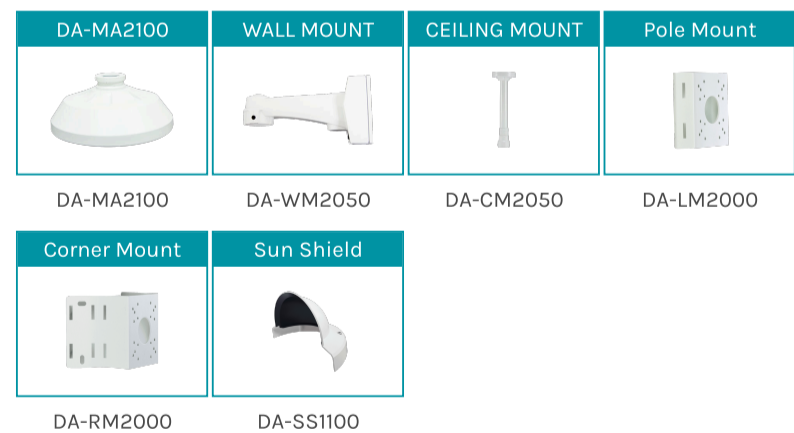 DA-MA2100
WALL MOUNT
CEILING MOUNT
Pole Mount
DA-MA2100
DA-WM2050
DA-CM2050
DA-LM2000
Corner Mount
Sun Shield
DA-RM2000
DA-SS1100